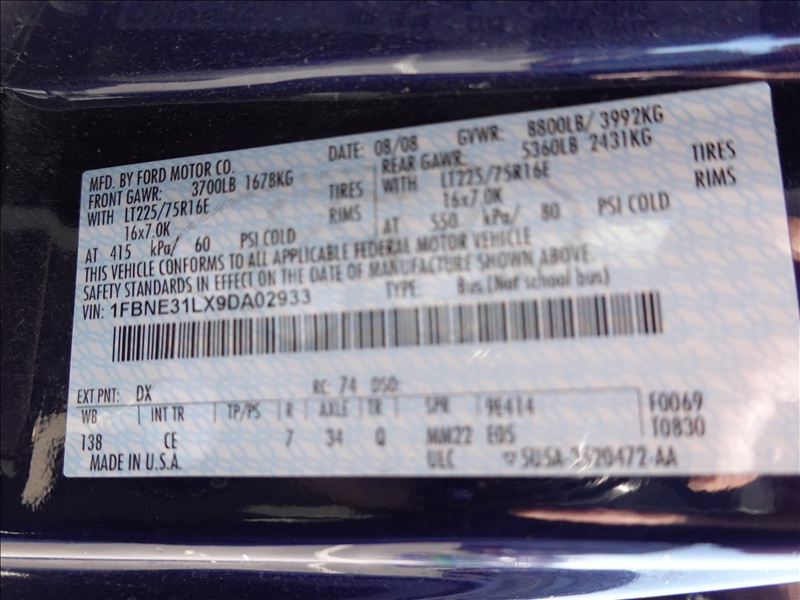 MFD. BY FORD MOTOR CO.
DATE: 08/08
GVWR: 8800LB/ 3992KG
FRONT GAWR: 3700LB 1678KG
WITH LT225/75R16E TIRES
16x7.0K RIMS
AT 415 kPa/ 60 PSI COLD
REAR GAWR: 5360LB 2431KG
WITH LT225/75R16E TIRES
16x7.0K RIMS
AT 550 kPa/ 80 PSI COLD
THIS VEHICLE CONFORMS TO ALL APPLICABLE FEDERAL MOTOR VEHICLE
SAFETY STANDARDS IN EFFECT ON THE DATE OF MANUFACTURE SHOWN ABOVE.
VIN: 1FBNE31LX9DA02933 TYPE: Bus (Not school bus)
EXT PNT: DX RC: 74 DSO:
WB INT TR TP/PS R AXLE TR SPR 9E414 F0069
138 CE 7 34 Q MM22 E05 T0830
MADE IN U.S.A. ULC